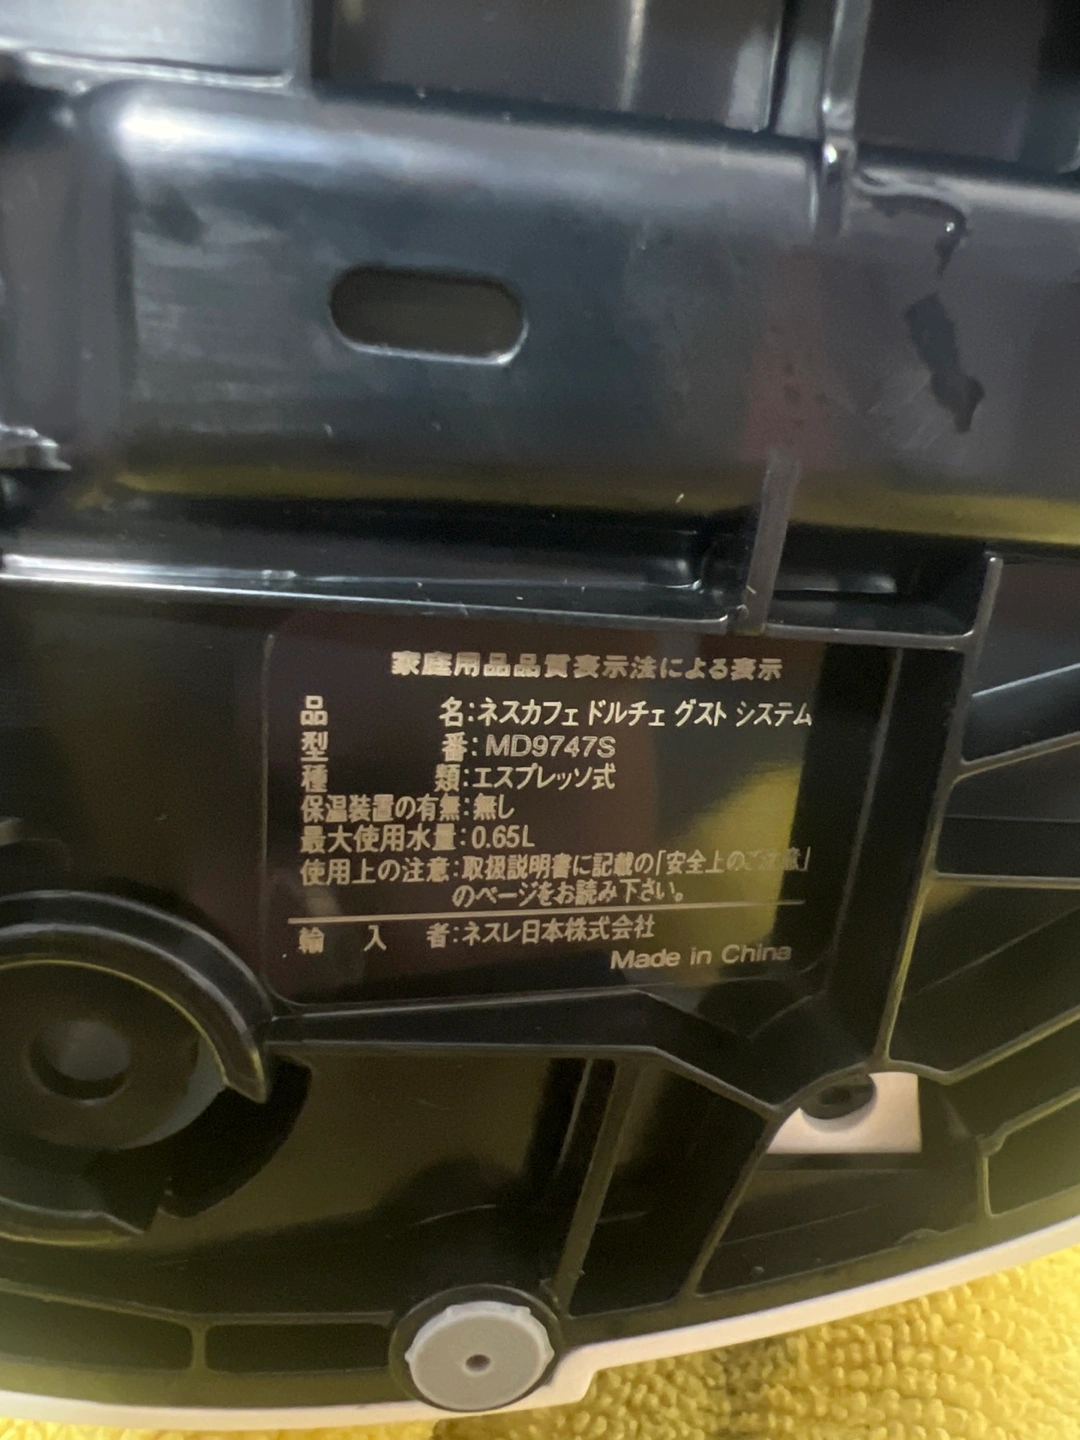 家庭用品品質表示法による表示
品 名:ネスカフェ ドルチェ グスト システム
型 番:MD9747S
種 類:エスプレッソ式
保温装置の有無:無し
最大使用水量:0.65L
使用上の注意:取扱説明書に記載の「安全上のご注意」
のページをお読み下さい。
輸 入 者:ネスレ日本株式会社
Made in China